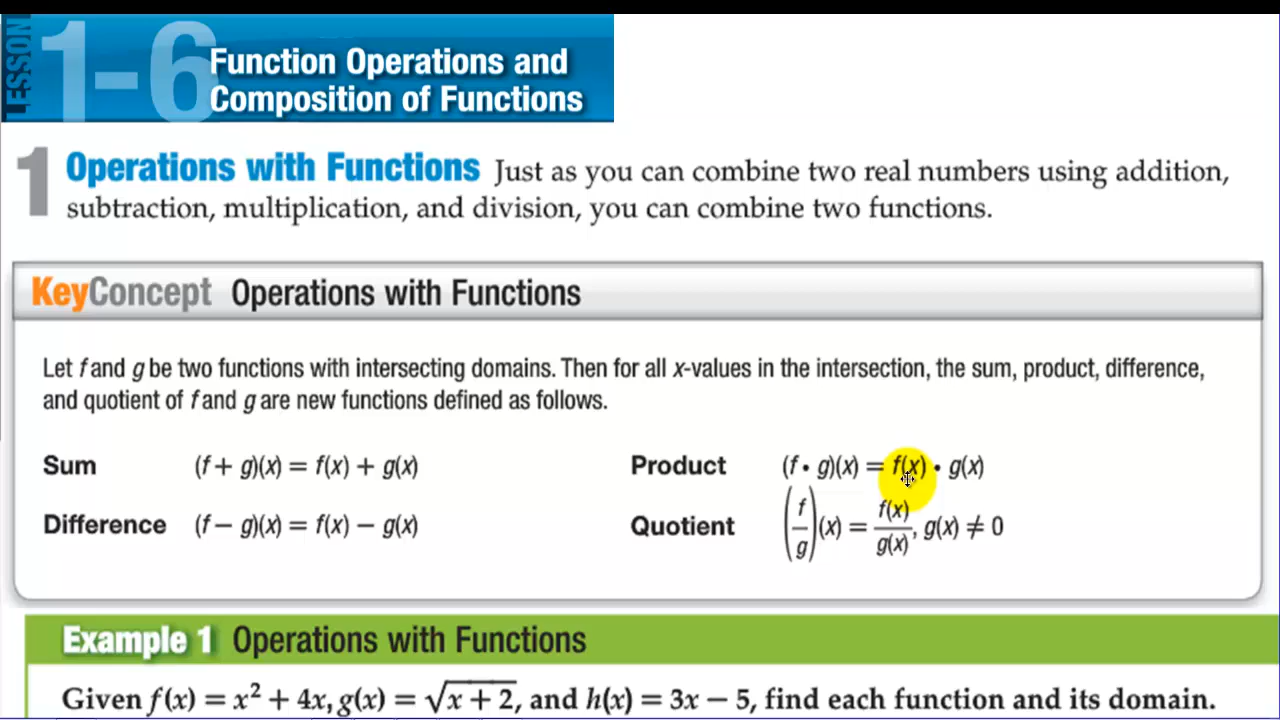 LESSON
1-6
Function Operations and
Composition of Functions
1 Operations with Functions Just as you can combine two real numbers using addition,
subtraction, multiplication, and division, you can combine two functions.
KeyConcept Operations with Functions
Let f and g be two functions with intersecting domains. Then for all x-values in the intersection, the sum, product, difference,
and quotient of f and g are new functions defined as follows.
Sum (f + g)(x) = f(x) + g(x)
Product (f • g)(x) = f(x) • g(x)
Difference (f − g)(x) = f(x) − g(x)
Quotient (f/g)(x) = f(x)/g(x), g(x) ≠ 0
Example 1 Operations with Functions
Given f(x) = x² + 4x, g(x) = √(x + 2), and h(x) = 3x − 5, find each function and its domain.